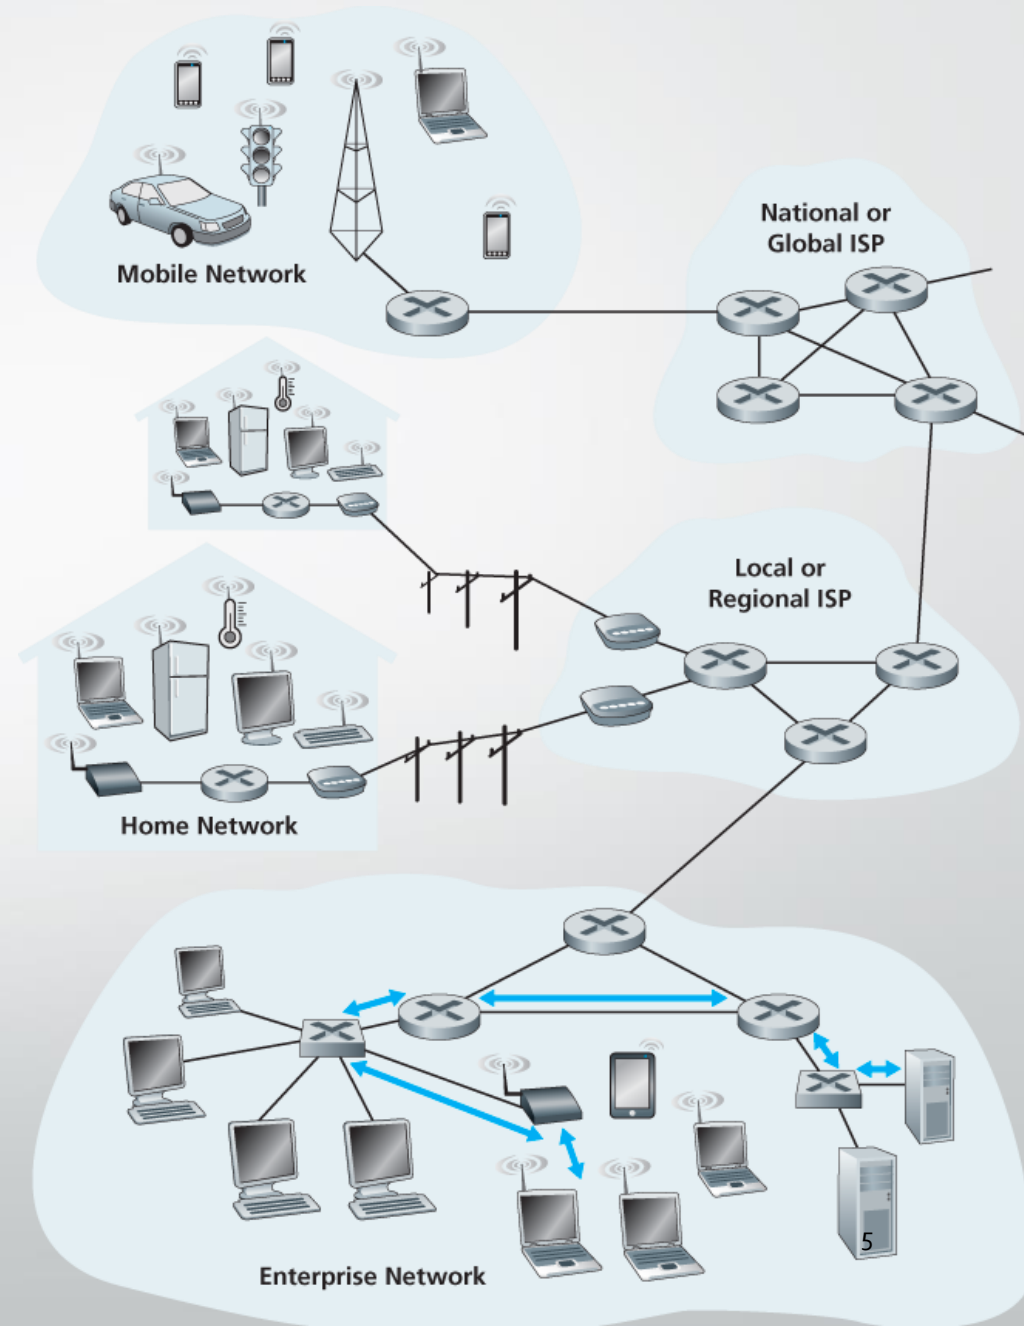 National or
Global ISP
Mobile Network
Local or
Regional ISP
Home Network
5
Enterprise Network